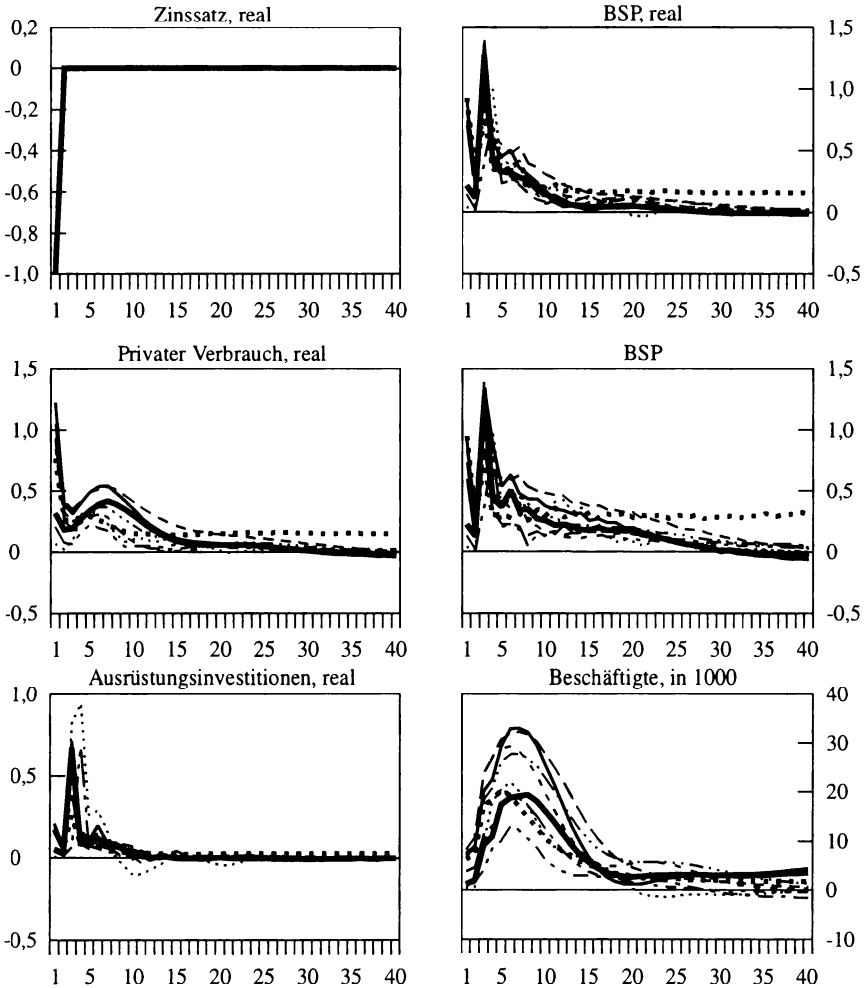 Zinssatz, real
0,2
0
-0,2
-0,4
-0,6
-0,8
-1,0
1 5 10 15 20 25 30 35 40
BSP, real
1,5
1,0
0,5
0
-0,5
1 5 10 15 20 25 30 35 40
Privater Verbrauch, real
1,5
1,0
0,5
0
-0,5
1 5 10 15 20 25 30 35 40
BSP
1,5
1,0
0,5
0
-0,5
1 5 10 15 20 25 30 35 40
Ausrüstungsinvestitionen, real
1,0
0,5
0
-0,5
1 5 10 15 20 25 30 35 40
Beschäftigte, in 1000
40
30
20
10
0
-10
1 5 10 15 20 25 30 35 40